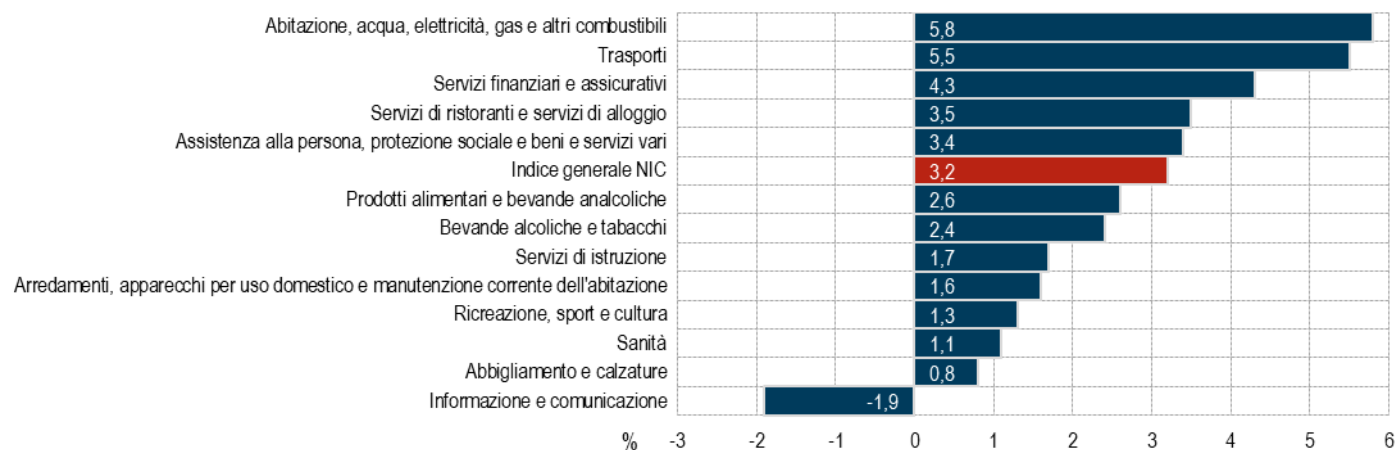 Abitazione, acqua, elettricità, gas e altri combustibili 5,8
Trasporti 5,5
Servizi finanziari e assicurativi 4,3
Servizi di ristoranti e servizi di alloggio 3,5
Assistenza alla persona, protezione sociale e beni e servizi vari 3,4
Indice generale NIC 3,2
Prodotti alimentari e bevande analcoliche 2,6
Bevande alcoliche e tabacchi 2,4
Servizi di istruzione 1,7
Arredamenti, apparecchi per uso domestico e manutenzione corrente dell'abitazione 1,6
Ricreazione, sport e cultura 1,3
Sanità 1,1
Abbigliamento e calzature 0,8
Informazione e comunicazione -1,9
% -3 -2 -1 0 1 2 3 4 5 6